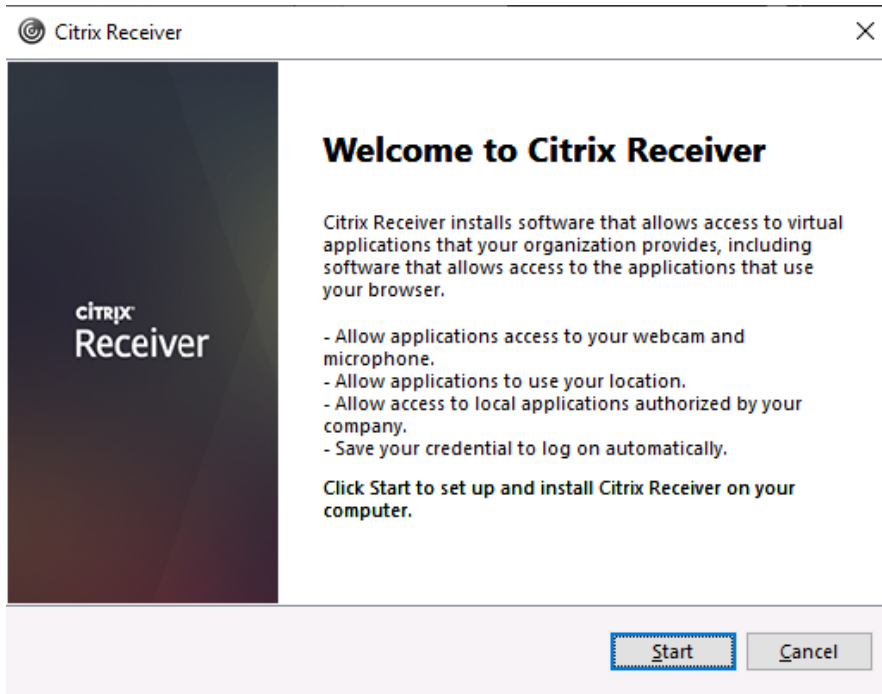 Citrix Receiver
Welcome to Citrix Receiver
Citrix Receiver installs software that allows access to virtual
applications that your organization provides, including
software that allows access to the applications that use
your browser.
- Allow applications access to your webcam and
microphone.
- Allow applications to use your location.
- Allow access to local applications authorized by your
company.
- Save your credential to log on automatically.
Click Start to set up and install Citrix Receiver on your
computer.
CİTRIX
Receiver
Start
Cancel